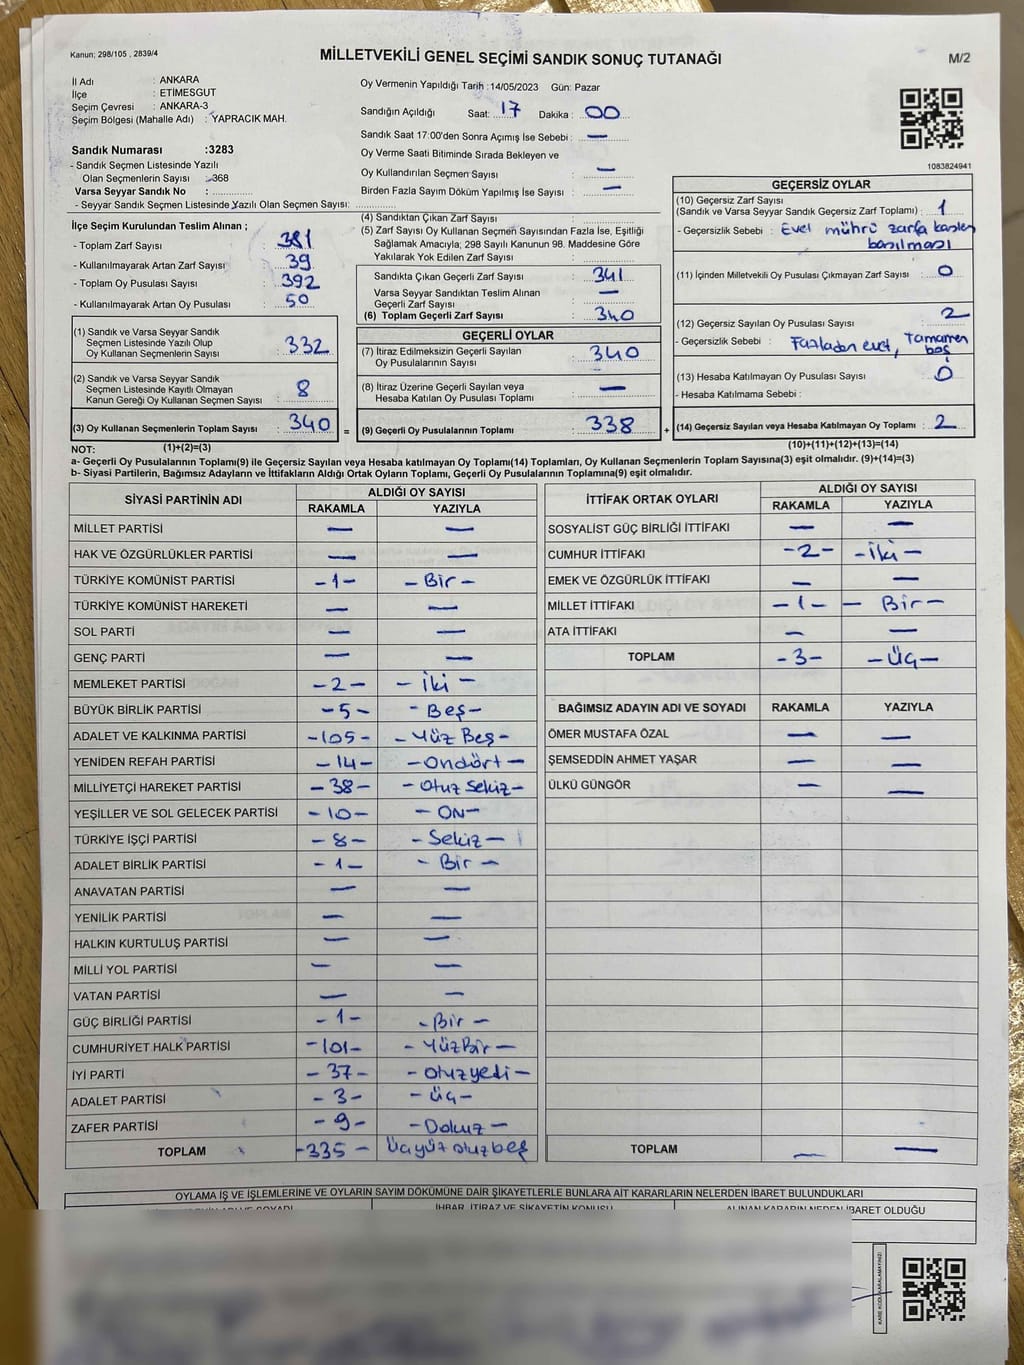 Kanun; 298/105 , 2839/4
MİLLETVEKİLİ GENEL SEÇİMİ SANDIK SONUÇ TUTANAĞI
M/2
İl Adı : ANKARA
İlçe : ETİMESGUT
Seçim Çevresi : ANKARA-3
Seçim Bölgesi (Mahalle Adı) : YAPRACIK MAH.
Sandık Numarası :3283
- Sandık Seçmen Listesinde Yazılı
Olan Seçmenlerin Sayısı : 368
Varsa Seyyar Sandık No :
- Seyyar Sandık Seçmen Listesinde Yazılı Olan Seçmen Sayısı:
Oy Vermenin Yapıldığı Tarih :14/05/2023 Gün: Pazar
Sandığın Açıldığı Saat: 17 Dakika : 00
Sandık Saat 17:00'den Sonra Açımış İse Sebebi : —
Oy Verme Saati Bitiminde Sırada Bekleyen ve
Oy Kullandırılan Seçmen Sayısı : —
Birden Fazla Sayım Döküm Yapılmış İse Sayısı : —
1083824941
İlçe Seçim Kurulundan Teslim Alınan ;
- Toplam Zarf Sayısı : 381
- Kullanılmayarak Artan Zarf Sayısı : 39
- Toplam Oy Pusulası Sayısı : 392
- Kullanılmayarak Artan Oy Pusulası : 50
(1) Sandık ve Varsa Seyyar Sandık
Seçmen Listesinde Yazılı Olup
Oy Kullanan Seçmenlerin Sayısı : 332
(2) Sandık ve Varsa Seyyar Sandık
Seçmen Listesinde Kayıtlı Olmayan
Kanun Gereği Oy Kullanan Seçmen Sayısı : 8
(3) Oy Kullanan Seçmenlerin Toplam Sayısı : 340 =
(1)+(2)=(3)
(4) Sandıktan Çıkan Zarf Sayısı :
(5) Zarf Sayısı Oy Kullanan Seçmen Sayısından Fazla İse, Eşitliği
Sağlamak Amacıyla; 298 Sayılı Kanunun 98. Maddesine Göre
Yakılarak Yok Edilen Zarf Sayısı :
Sandıkta Çıkan Geçerli Zarf Sayısı : 341
Varsa Seyyar Sandıktan Teslim Alınan
Geçerli Zarf Sayısı : —
(6) Toplam Geçerli Zarf Sayısı : 340
GEÇERLİ OYLAR
(7) İtiraz Edilmeksizin Geçerli Sayılan
Oy Pusulalarının Sayısı : 340
(8) İtiraz Üzerine Geçerli Sayılan veya
Hesaba Katılan Oy Pusulaları Toplamı : —
(9) Geçerli Oy Pusulalarının Toplamı : 338 +
GEÇERSİZ OYLAR
(10) Geçersiz Zarf Sayısı
(Sandık ve Varsa Seyyar Sandık Geçersiz Zarf Toplamı) : 1
- Geçersizlik Sebebi : Evet mührü zarfa
basılması
(11) İçinden Milletvekili Oy Pusulası Çıkmayan Zarf Sayısı : 0
(12) Geçersiz Sayılan Oy Pusulası Sayısı : 2
- Geçersizlik Sebebi : Fazladan evet, Tamamen
boş
(13) Hesaba Katılmayan Oy Pusulası Sayısı : 0
- Hesaba Katılmama Sebebi :
(14) Geçersiz Sayılan veya Hesaba Katılmayan Oy Toplamı : 2
(10)+(11)+(12)+(13)=(14)
NOT:
a- Geçerli Oy Pusulalarının Toplamı(9) ile Geçersiz Sayılan veya Hesaba katılmayan Oy Toplamı(14) Toplamları, Oy Kullanan Seçmenlerin Toplam Sayısına(3) eşit olmalıdır. (9)+(14)=(3)
b- Siyasi Partilerin, Bağımsız Adayların ve İttifakların Aldığı Ortak Oyların Toplamı, Geçerli Oy Pusulalarının Toplamına(9) eşit olmalıdır.
SİYASİ PARTİNİN ADI ALDIĞI OY SAYISI
RAKAMLA YAZIYLA
MİLLET PARTİSİ — —
HAK VE ÖZGÜRLÜKLER PARTİSİ — —
TÜRKİYE KOMÜNİST PARTİSİ -1- - Bir -
TÜRKİYE KOMÜNİST HAREKETİ — —
SOL PARTİ — —
GENÇ PARTİ — —
MEMLEKET PARTİSİ -2- - iki -
BÜYÜK BİRLİK PARTİSİ -5- - Beş -
ADALET VE KALKINMA PARTİSİ -105- - Yüz Beş -
YENİDEN REFAH PARTİSİ -14- - Ondört -
MİLLİYETÇİ HAREKET PARTİSİ -38- - Otuz Sekiz -
YEŞİLLER VE SOL GELECEK PARTİSİ -10- - ON -
TÜRKİYE İŞÇİ PARTİSİ -8- - Sekiz -
ADALET BİRLİK PARTİSİ -1- - Bir -
ANAVATAN PARTİSİ — —
YENİLİK PARTİSİ — —
HALKIN KURTULUŞ PARTİSİ — —
MİLLİ YOL PARTİSİ — —
VATAN PARTİSİ — —
GÜÇ BİRLİĞİ PARTİSİ -1- - Bir -
CUMHURİYET HALK PARTİSİ -101- - YüzBir -
İYİ PARTİ -37- - otuzyedi -
ADALET PARTİSİ -3- - üç -
ZAFER PARTİSİ -9- - Dokuz -
TOPLAM -335- üçyüz otuzbeş
İTTİFAK ORTAK OYLARI ALDIĞI OY SAYISI
RAKAMLA YAZIYLA
SOSYALİST GÜÇ BİRLİĞİ İTTİFAKI — —
CUMHUR İTTİFAKI -2- - iki -
EMEK VE ÖZGÜRLÜK İTTİFAKI — —
MİLLET İTTİFAKI -1- - Bir -
ATA İTTİFAKI — —
TOPLAM -3- - Üç -
BAĞIMSIZ ADAYIN ADI VE SOYADI RAKAMLA YAZIYLA
ÖMER MUSTAFA ÖZAL — —
ŞEMSEDDİN AHMET YAŞAR — —
ÜLKÜ GÜNGÖR — —
TOPLAM — —
OYLAMA İŞ VE İŞLEMLERİNE VE OYLARIN SAYIM DÖKÜMÜNE DAİR ŞİKAYETLERLE BUNLARA AİT KARARLARIN NELERDEN İBARET BULUNDUKLARI
İHBAR, İTİRAZ VE ŞİKAYETİN KONUSU ALINAN KARARIN NEDEN İBARET OLDUĞU
KARE KODU KARALAMAYINIZ!